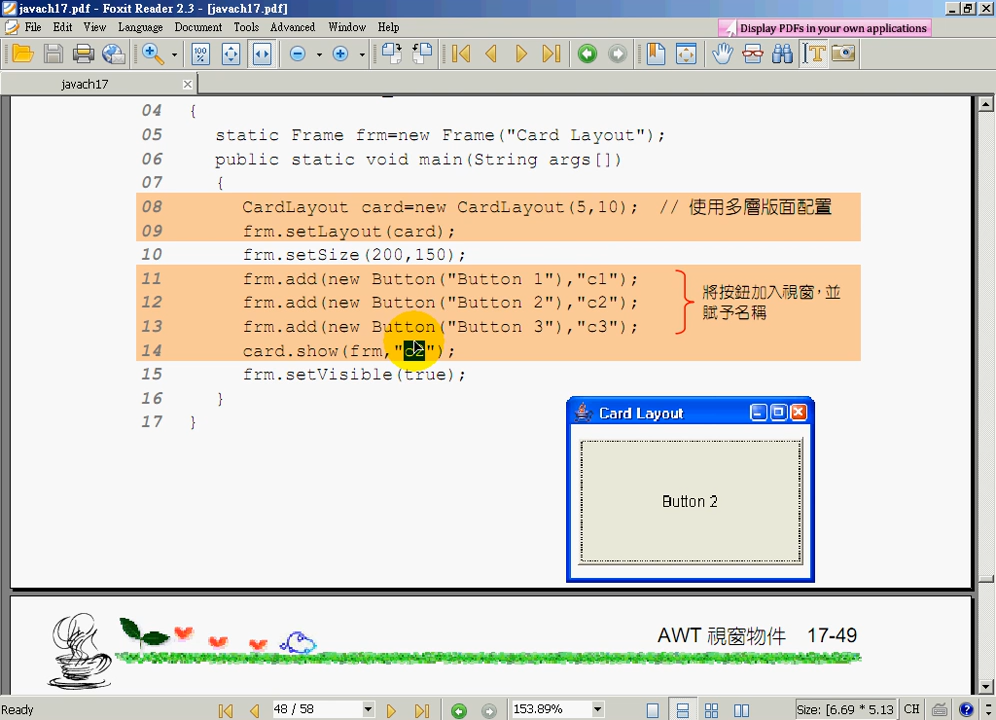 javach17.pdf - Foxit Reader 2.3 - [javach17.pdf]
File Edit View Language Document Tools Advanced Window Help
Display PDFs in your own applications
javach17
04 {
05 static Frame frm=new Frame("Card Layout");
06 public static void main(String args[])
07 {
08 CardLayout card=new CardLayout(5,10); // 使用多層版面配置
09 frm.setLayout(card);
10 frm.setSize(200,150);
11 frm.add(new Button("Button 1"),"c1");
12 frm.add(new Button("Button 2"),"c2");
13 frm.add(new Button("Button 3"),"c3");
將按鈕加入視窗,並
賦予名稱
14 card.show(frm,"c2");
15 frm.setVisible(true);
16 }
17 }
Card Layout
Button 2
AWT 視窗物件 17-49
Ready
48 / 58
153.89%
Size: [6.69 * 5.13
CH